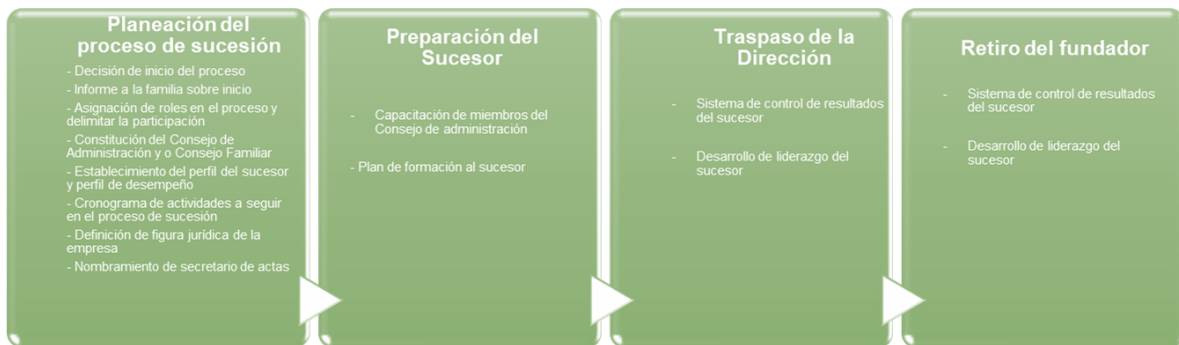 Planeación del
proceso de sucesión
- Decisión de inicio del proceso
- Informe a la familia sobre inicio
- Asignación de roles en el proceso y
delimitar la participación
- Constitución del Consejo de
Administración y o Consejo Familiar
- Establecimiento del perfil del sucesor
y perfil de desempeño
- Cronograma de actividades a seguir
en el proceso de sucesión
- Definición de figura jurídica de la
empresa
- Nombramiento de secretario de actas
Preparación del
Sucesor
- Capacitación de miembros del
Consejo de administración
- Plan de formación al sucesor
Traspaso de la
Dirección
- Sistema de control de resultados
del sucesor
- Desarrollo de liderazgo del
sucesor
Retiro del fundador
- Sistema de control de resultados
del sucesor
- Desarrollo de liderazgo del
sucesor